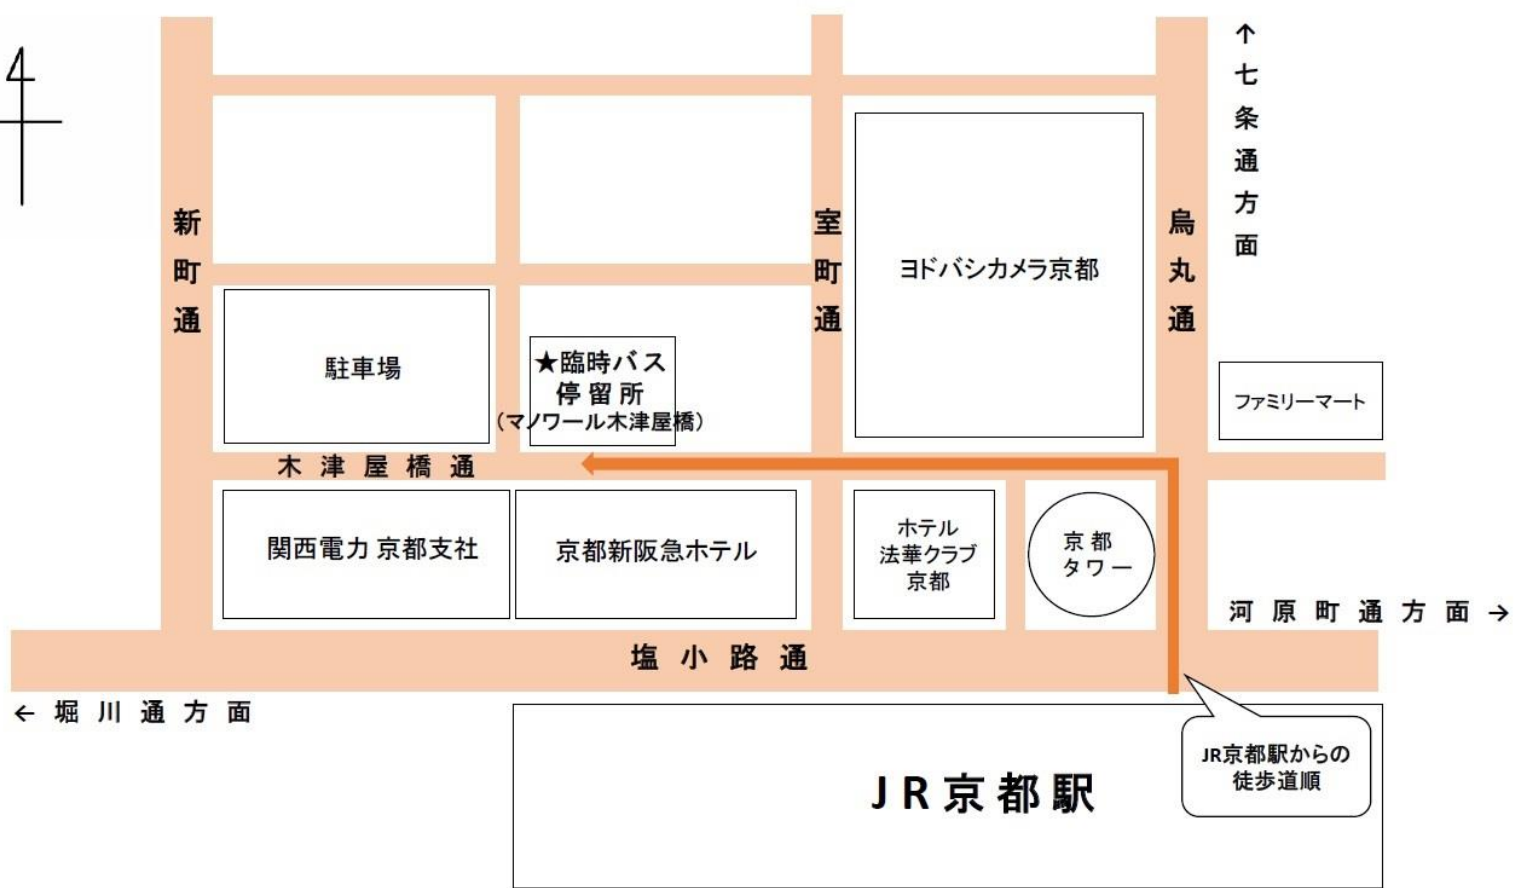 ↑七条通方面
新町通
室町通
烏丸通
ヨドバシカメラ京都
駐車場
★臨時バス
停留所
（マノワール木津屋橋）
ファミリーマート
木津屋橋通
関西電力 京都支社
京都新阪急ホテル
ホテル
法華クラブ
京都
京都
タワー
河原町通方面→
塩小路通
←堀川通方面
JR京都駅からの
徒歩道順
JR京都駅